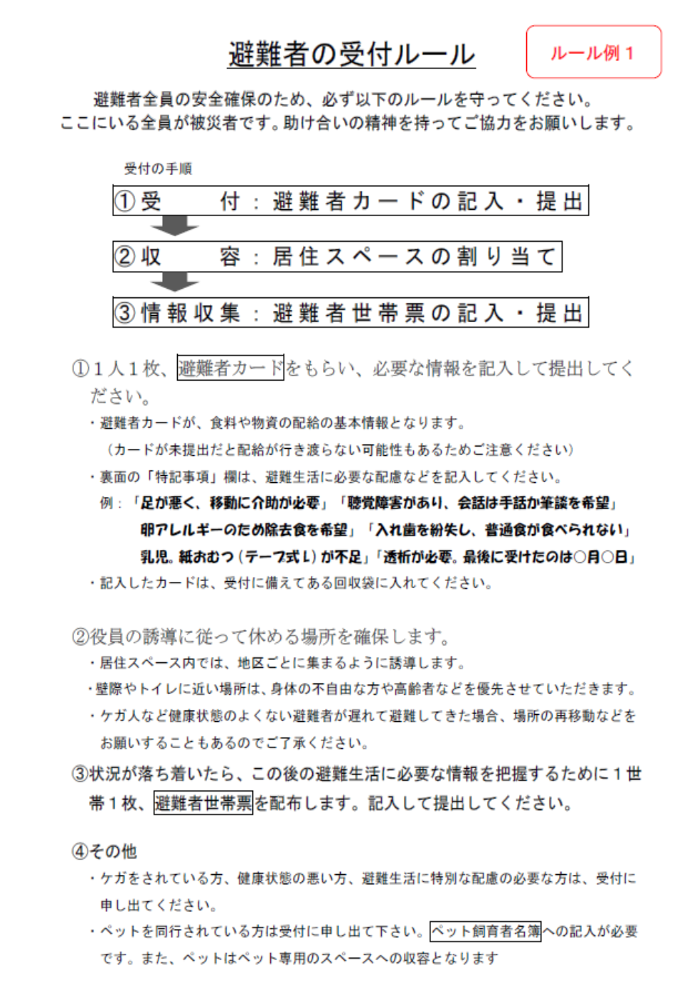 避難者の受付ルール
ルール例１
避難者全員の安全確保のため、必ず以下のルールを守ってください。
ここにいる全員が被災者です。助け合いの精神を持ってご協力をお願いします。
受付の手順
①受　　付：避難者カードの記入・提出
②収　　容：居住スペースの割り当て
③情報収集：避難者世帯票の記入・提出
①１人１枚、避難者カードをもらい、必要な情報を記入して提出してく
ださい。
・避難者カードが、食料や物資の配給の基本情報となります。
（カードが未提出だと配給が行き渡らない可能性もあるためご注意ください）
・裏面の「特記事項」欄は、避難生活に必要な配慮などを記入してください。
例：「足が悪く、移動に介助が必要」「聴覚障害があり、会話は手話か筆談を希望」
卵アレルギーのため除去食を希望」「入れ歯を紛失し、普通食が食べられない」
乳児。紙おむつ（テープ式Ｌ）が不足」「透析が必要。最後に受けたのは○月○日」
・記入したカードは、受付に備えてある回収袋に入れてください。
②役員の誘導に従って休める場所を確保します。
・居住スペース内では、地区ごとに集まるように誘導します。
・壁際やトイレに近い場所は、身体の不自由な方や高齢者などを優先させていただきます。
・ケガ人など健康状態のよくない避難者が遅れて避難してきた場合、場所の再移動などを
お願いすることもあるのでご了承ください。
③状況が落ち着いたら、この後の避難生活に必要な情報を把握するために１世
帯１枚、避難者世帯票を配布します。記入して提出してください。
④その他
・ケガをされている方、健康状態の悪い方、避難生活に特別な配慮の必要な方は、受付に
申し出てください。
・ペットを同行されている方は受付に申し出て下さい。ペット飼育者名簿への記入が必要
です。また、ペットはペット専用のスペースへの収容となります